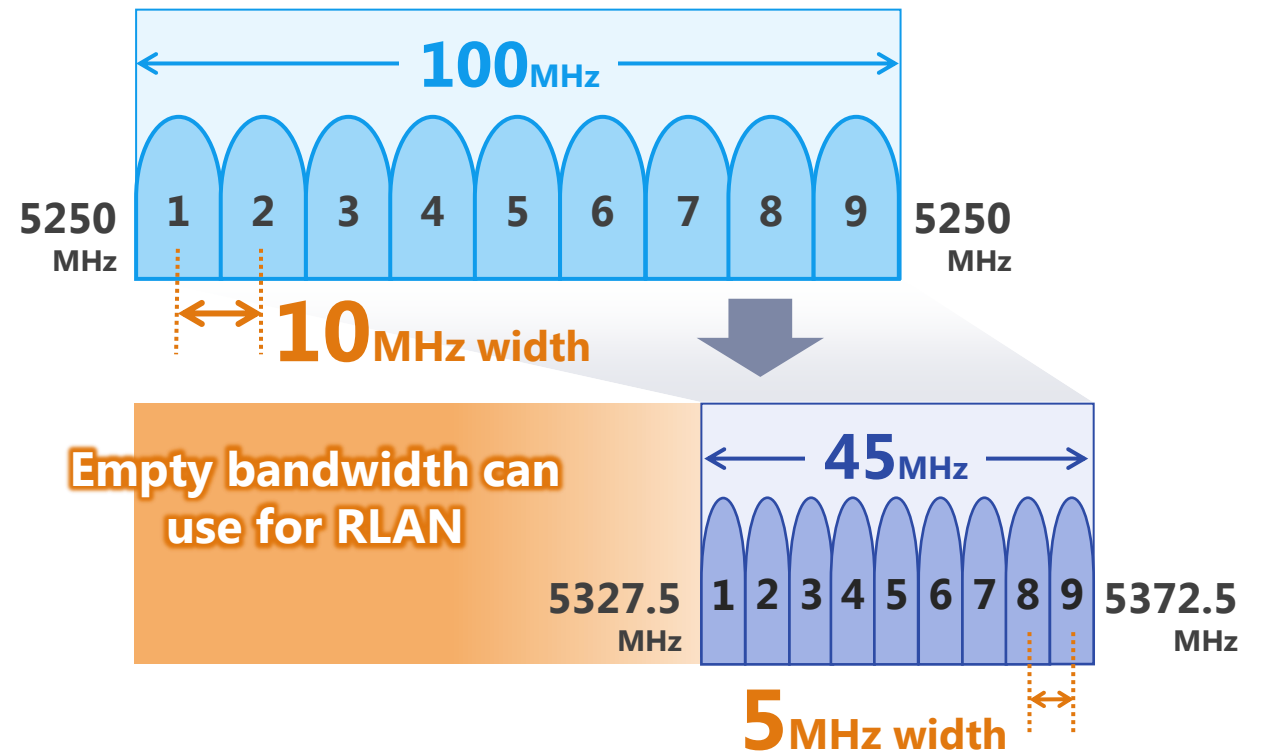 100MHz
1 2 3 4 5 6 7 8 9
5250
MHz
5250
MHz
10MHz width
Empty bandwidth can
use for RLAN
45MHz
1 2 3 4 5 6 7 8 9
5327.5
MHz
5372.5
MHz
5MHz width